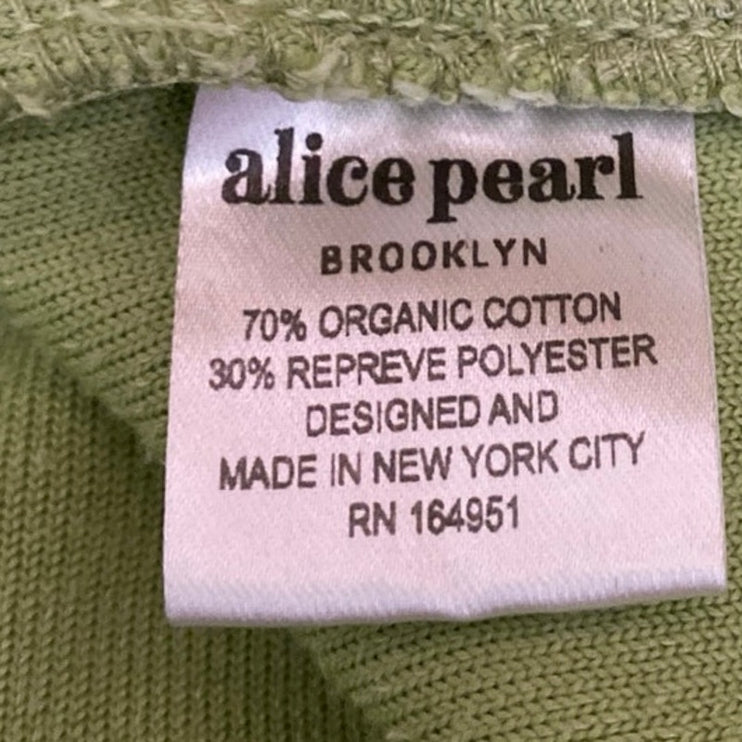 alice pearl
BROOKLYN
70% ORGANIC COTTON
30% REPREVE POLYESTER
DESIGNED AND
MADE IN NEW YORK CITY
RN 164951